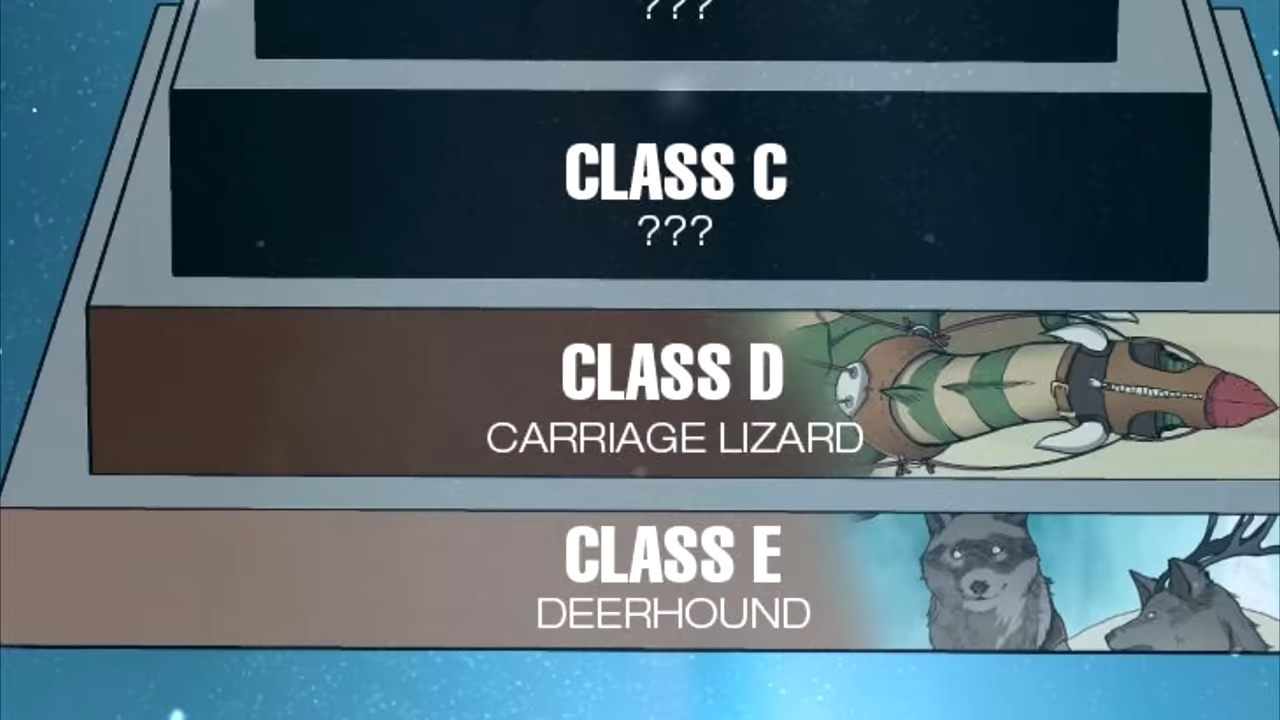 ???
CLASS C
???
CLASS D
CARRIAGE LIZARD
CLASS E
DEERHOUND